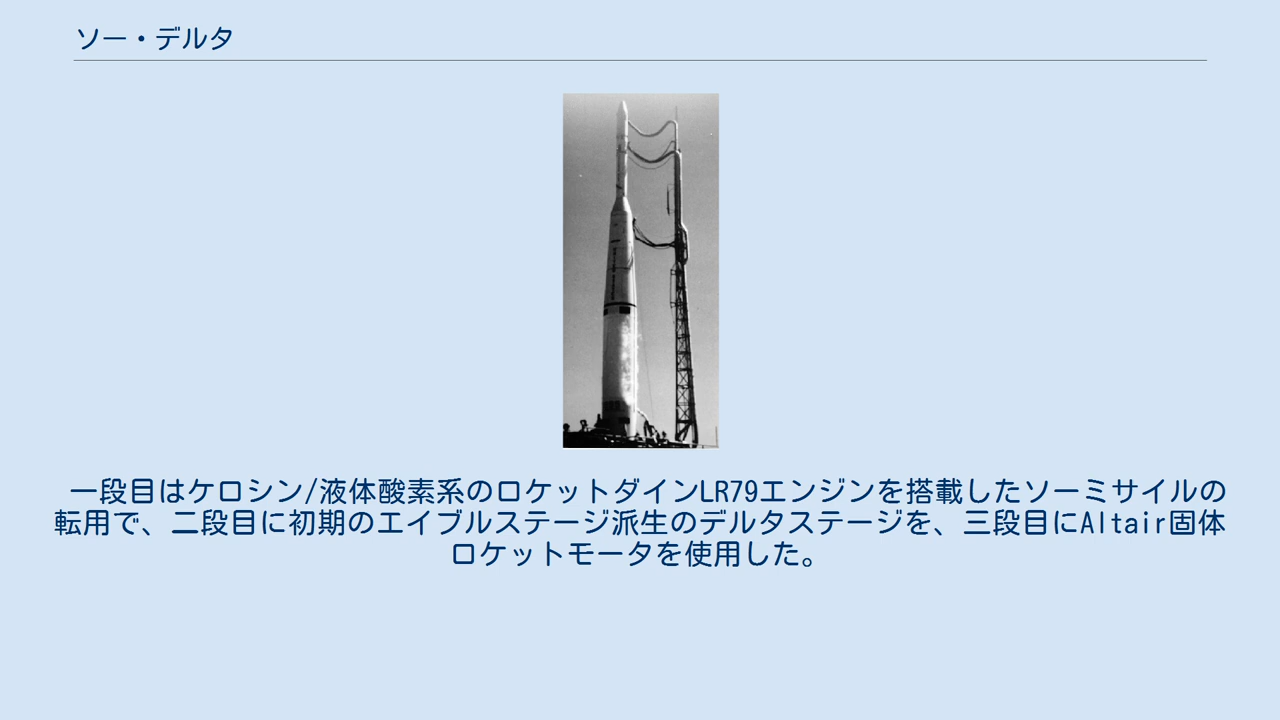 ソー・デルタ
一段目はケロシン/液体酸素系のロケットダインLR79エンジンを搭載したソーミサイルの
転用で、二段目に初期のエイブルステージ派生のデルタステージを、三段目にAltair固体
ロケットモータを使用した。